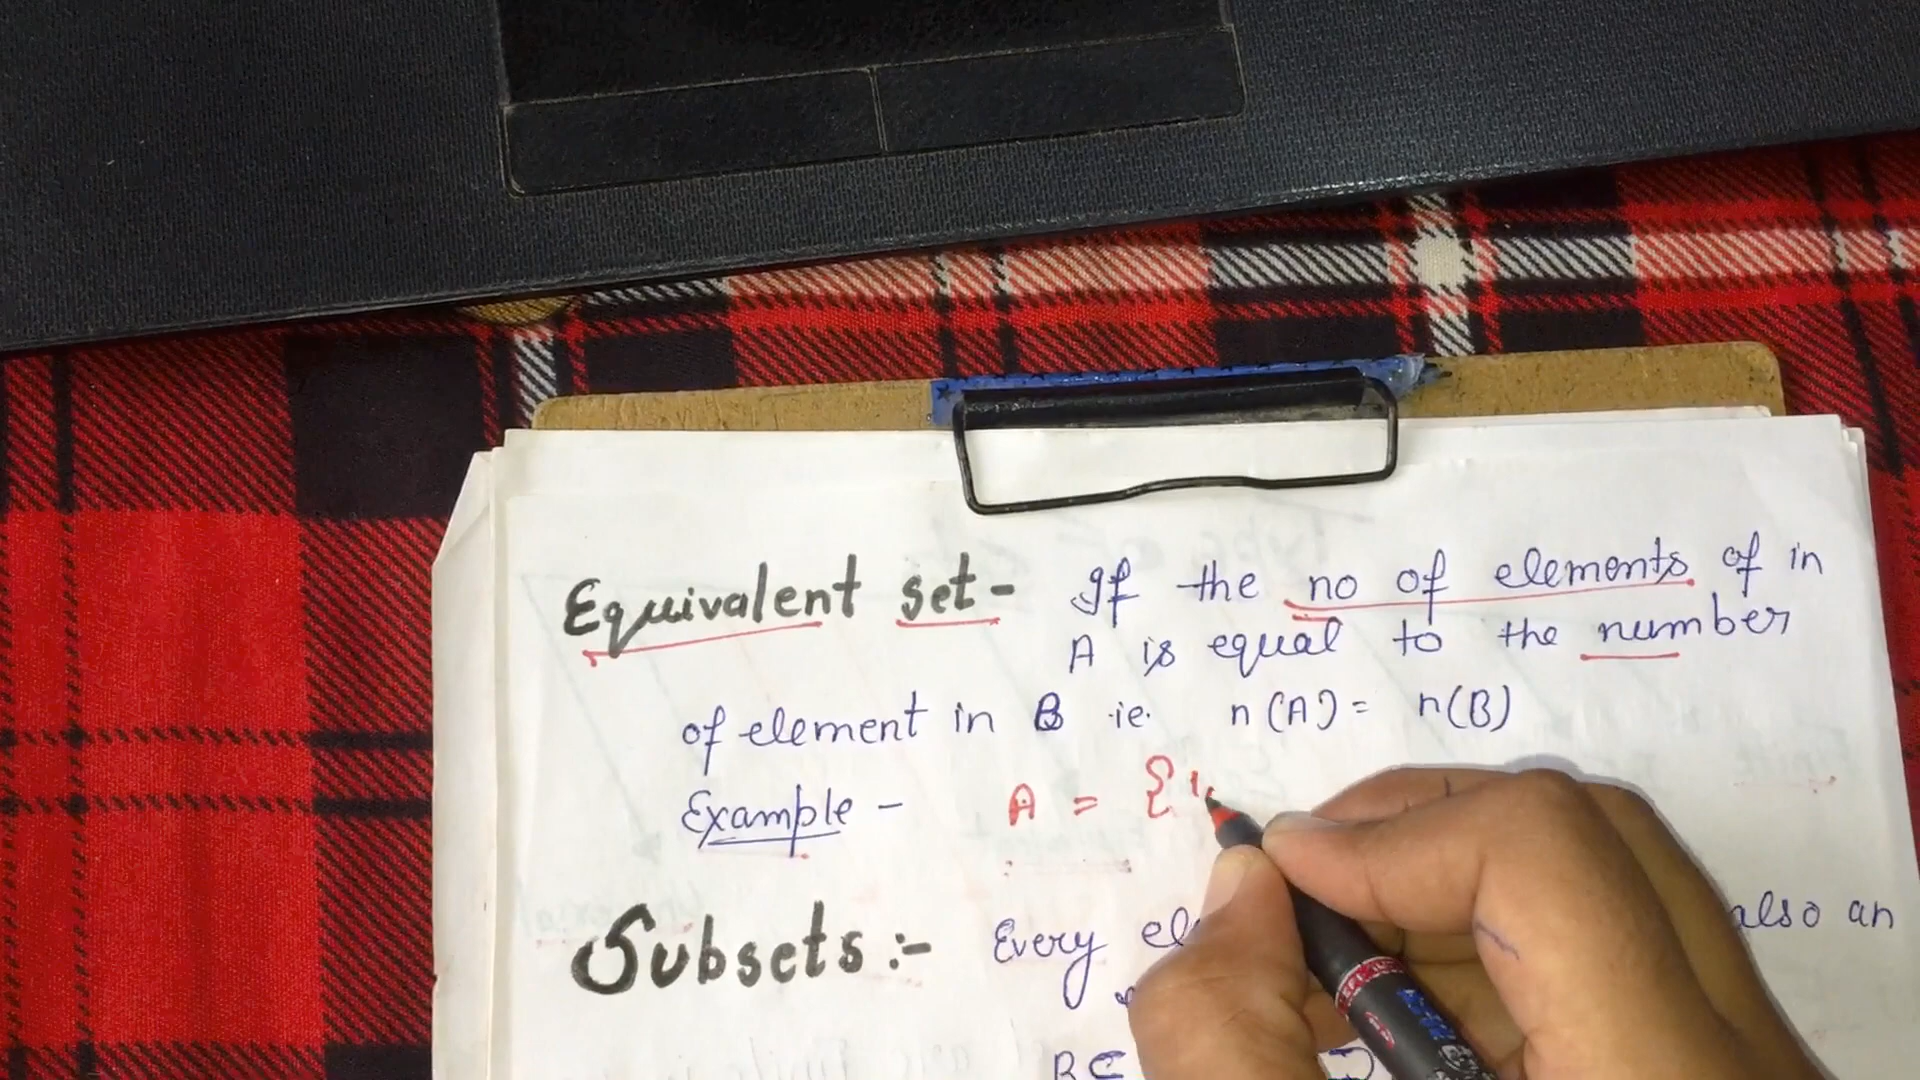 Equivalent set- If the no of elements of in
A is equal to the number
of element in B ie. n(A) = n(B)
Example - A = {1,
Subsets:- Every also an